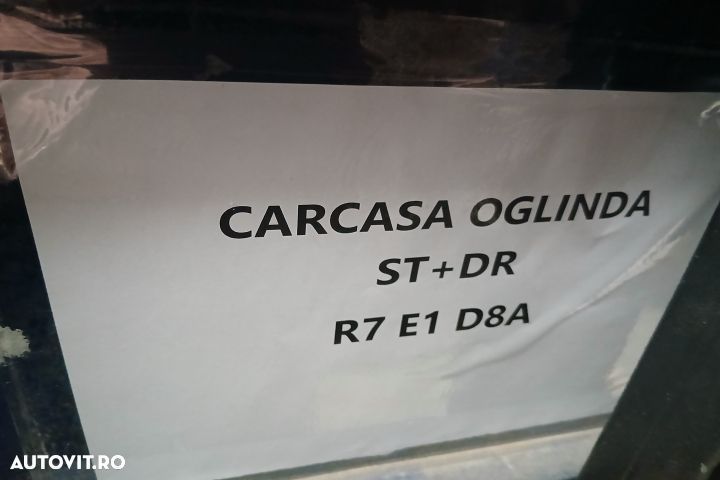 CARCASA OGLINDA
ST+DR
R7 E1 D8A
AUTOVIT.RO